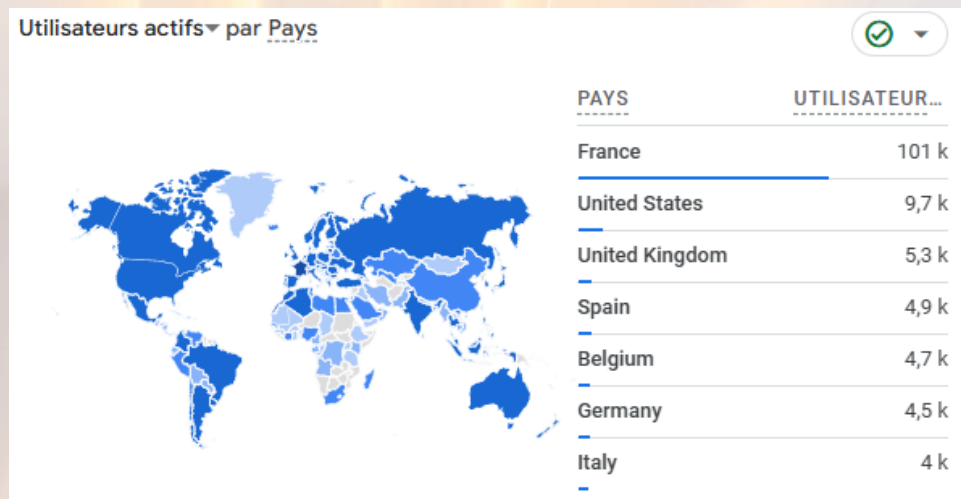 Utilisateurs actifs par Pays
PAYS UTILISATEUR…
France 101 k
United States 9,7 k
United Kingdom 5,3 k
Spain 4,9 k
Belgium 4,7 k
Germany 4,5 k
Italy 4 k